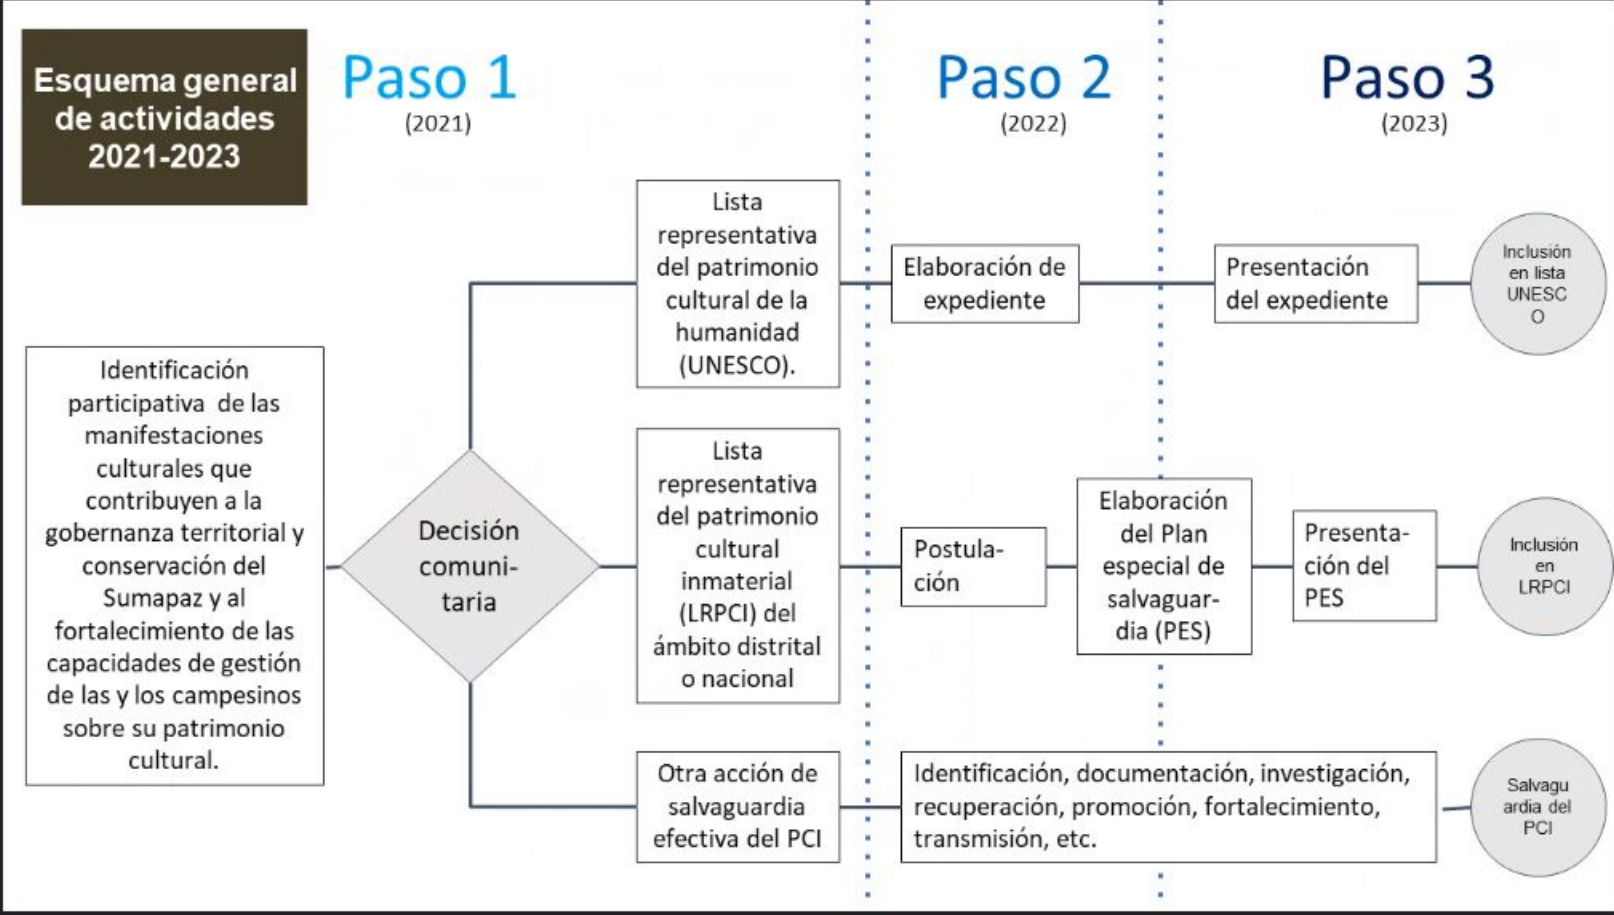 Esquema general
de actividades
2021-2023
Paso 1
(2021)
Paso 2
(2022)
Paso 3
(2023)
Identificación
participativa de las
manifestaciones
culturales que
contribuyen a la
gobernanza territorial y
conservación del
Sumapaz y al
fortalecimiento de las
capacidades de gestión
de las y los campesinos
sobre su patrimonio
cultural.
Decisión
comuni-
taria
Lista
representativa
del patrimonio
cultural de la
humanidad
(UNESCO).
Elaboración de
expediente
Presentación
del expediente
Inclusión
en lista
UNESC
O
Lista
representativa
del patrimonio
cultural
inmaterial
(LRPCI) del
ámbito distrital
o nacional
Postula-
ción
Elaboración
del Plan
especial de
salvaguar-
dia (PES)
Presenta-
ción del
PES
Inclusión
en
LRPCI
Otra acción de
salvaguardia
efectiva del PCI
Identificación, documentación, investigación,
recuperación, promoción, fortalecimiento,
transmisión, etc.
Salvagu
ardia del
PCI